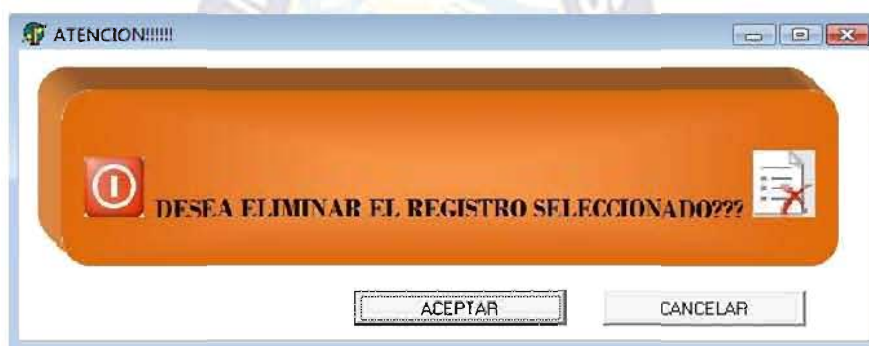 ATENCION!!!!!!
DESEA ELIMINAR EL REGISTRO SELECCIONADO???
ACEPTAR
CANCELAR